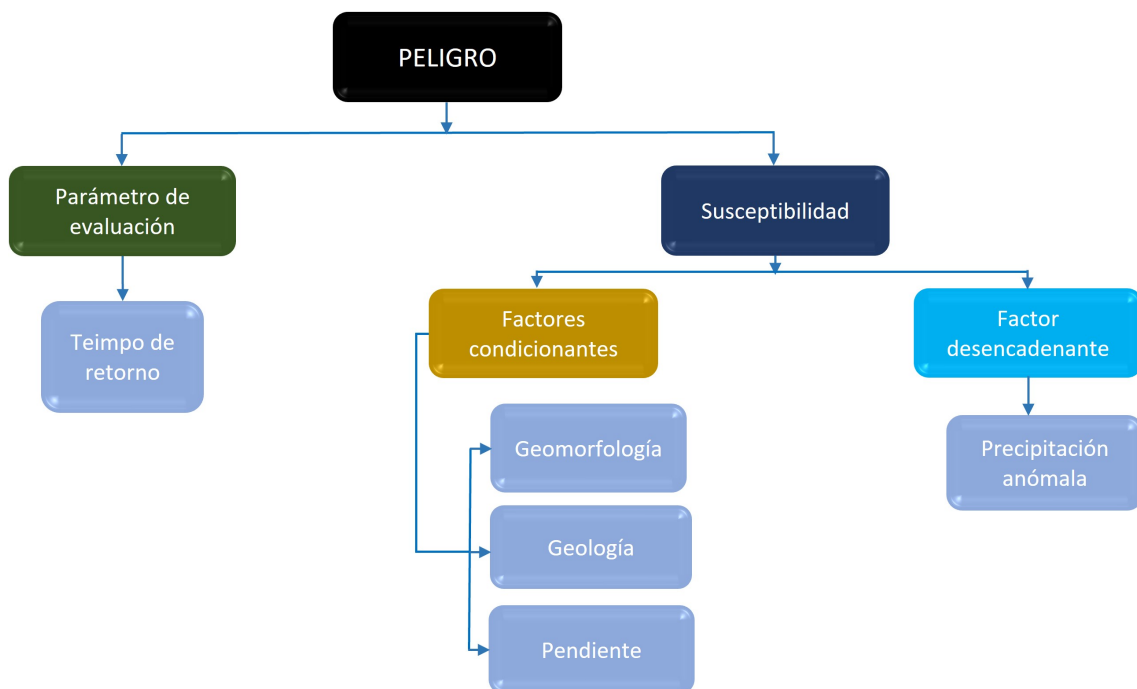 PELIGRO
Parámetro de
evaluación
Susceptibilidad
Teimpo de
retorno
Factores
condicionantes
Factor
desencadenante
Geomorfología
Precipitación
anómala
Geología
Pendiente